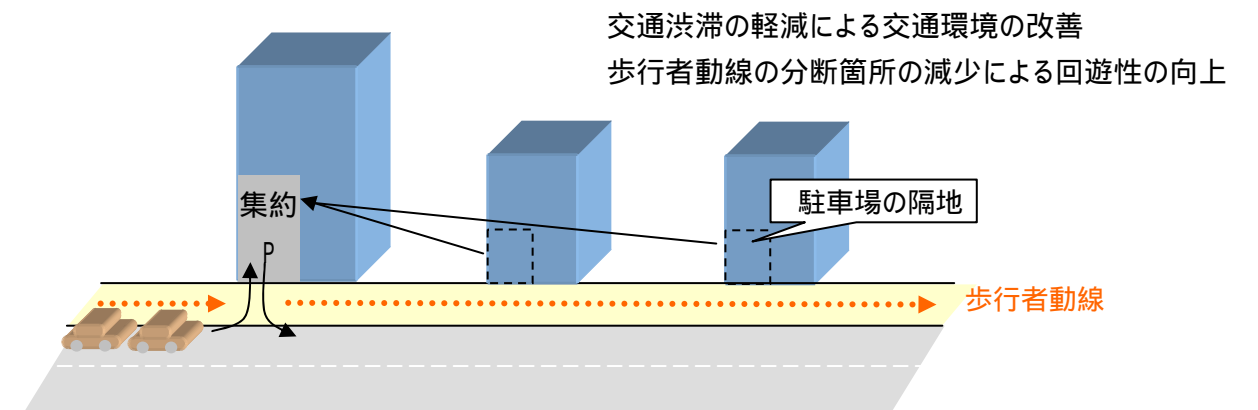 交通渋滞の軽減による交通環境の改善
歩行者動線の分断箇所の減少による回遊性の向上
集約
駐車場の隔地
P
歩行者動線